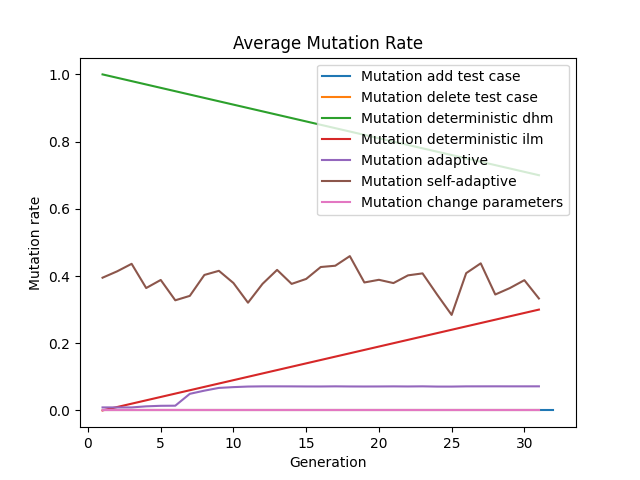 Average Mutation Rate
Mutation add test case
Mutation delete test case
Mutation deterministic dhm
Mutation deterministic ilm
Mutation adaptive
Mutation self-adaptive
Mutation change parameters
Mutation rate
1.0
0.8
0.6
0.4
0.2
0.0
0 5 10 15 20 25 30
Generation